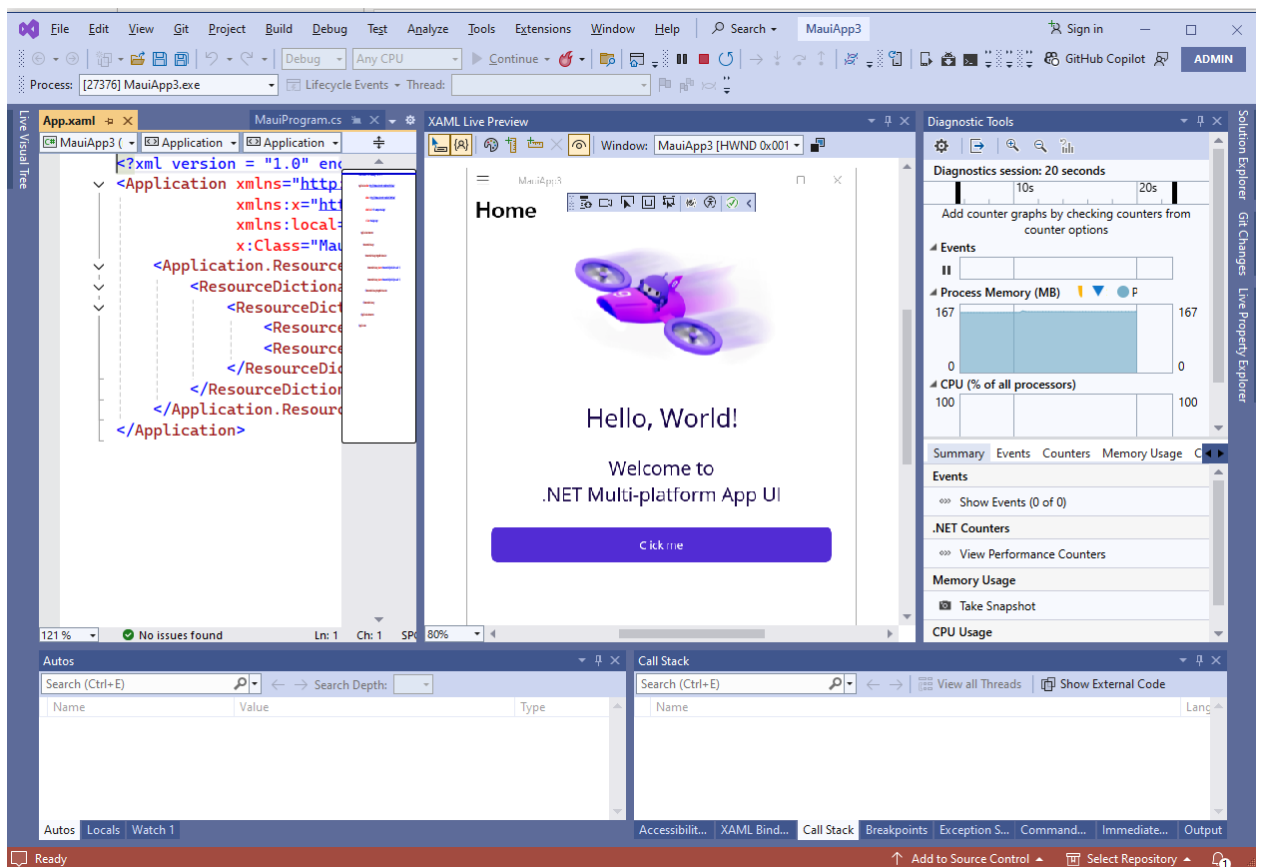 File Edit View Git Project Build Debug Test Analyze Tools Extensions Window Help Search MauiApp3 Sign in
Debug Any CPU Continue GitHub Copilot ADMIN
Process: [27376] MauiApp3.exe Lifecycle Events Thread:
Live Visual Tree
App.xaml MauiProgram.cs
MauiApp3 ( Application Application
<?xml version = "1.0" enc
<Application xmlns="http:
xmlns:x="htt
xmlns:local=
x:Class="Mau
<Application.Resource
<ResourceDictiona
<ResourceDict
<Resource
<Resource
</ResourceDic
</ResourceDiction
</Application.Resourc
</Application>
121 % No issues found Ln: 1 Ch: 1 SPC
XAML Live Preview
Window: MauiApp3 [HWND 0x001
MauiApp3
Home
Hello, World!
Welcome to
.NET Multi-platform App UI
Click me
80%
Diagnostic Tools
Diagnostics session: 20 seconds
10s 20s
Add counter graphs by checking counters from
counter options
Events
Process Memory (MB) P
167 167
0 0
CPU (% of all processors)
100 100
Summary Events Counters Memory Usage C
Events
Show Events (0 of 0)
.NET Counters
View Performance Counters
Memory Usage
Take Snapshot
CPU Usage
Solution Explorer
Git Changes
Live Property Explorer
Autos
Search (Ctrl+E) Search Depth:
Name Value Type
Autos Locals Watch 1
Call Stack
Search (Ctrl+E) View all Threads Show External Code
Name Lang
Accessibilit... XAML Bind... Call Stack Breakpoints Exception S... Command... Immediate... Output
Ready Add to Source Control Select Repository 1